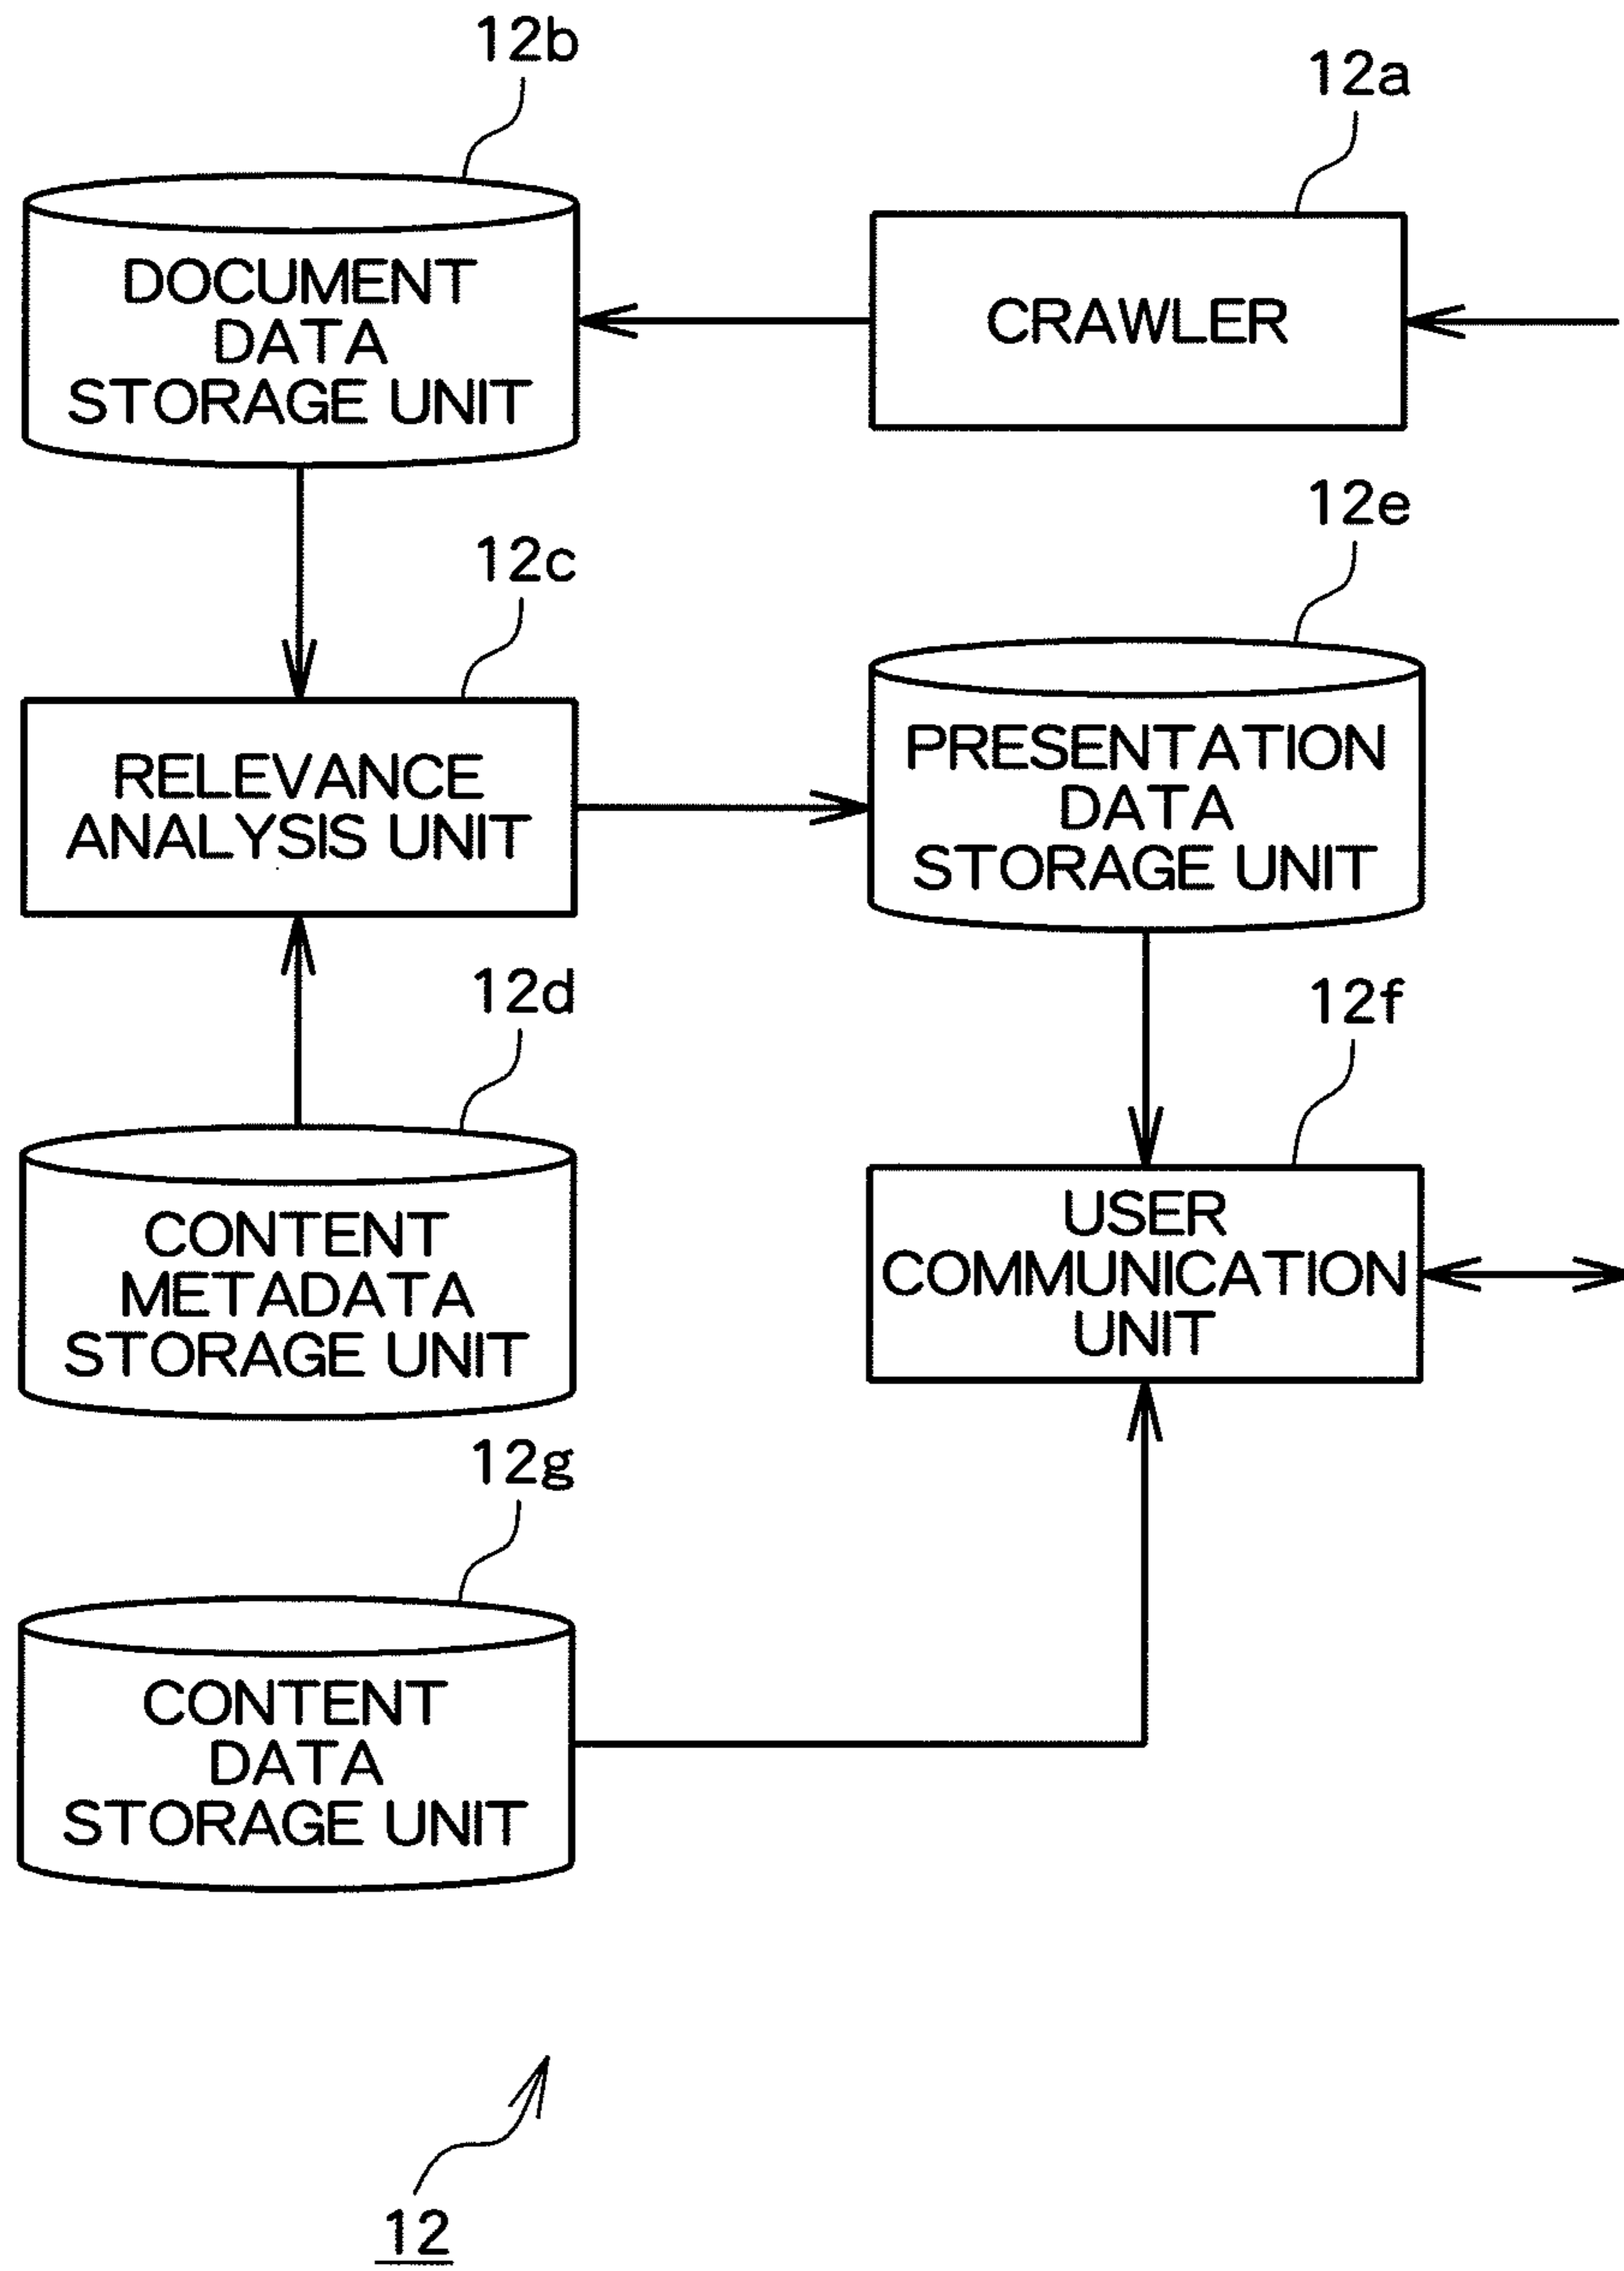 12b
12a
DOCUMENT
DATA
STORAGE UNIT
CRAWLER
12c
12e
RELEVANCE
ANALYSIS UNIT
PRESENTATION
DATA
STORAGE UNIT
12d
12f
CONTENT
METADATA
STORAGE UNIT
USER
COMMUNICATION
UNIT
12g
CONTENT
DATA
STORAGE UNIT
12